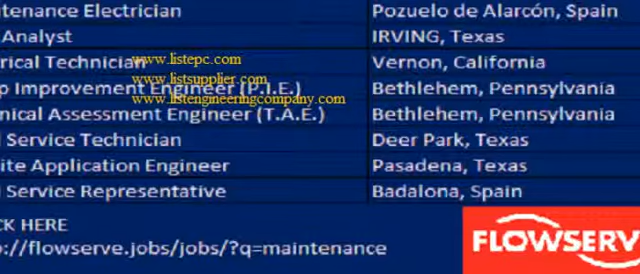 tenance Electrician Pozuelo de Alarcón, Spain
Analyst IRVING, Texas
rical Technician Vernon, California
www.listepc.com
www.listsupplier.com
p Improvement Engineer (P.I.E.) Bethlehem, Pennsylvania
www.listengineeringcompany.com
nical Assessment Engineer (T.A.E.) Bethlehem, Pennsylvania
Service Technician Deer Park, Texas
ite Application Engineer Pasadena, Texas
Service Representative Badalona, Spain
CK HERE
://flowserve.jobs/jobs/?q=maintenance
FLOWSERV